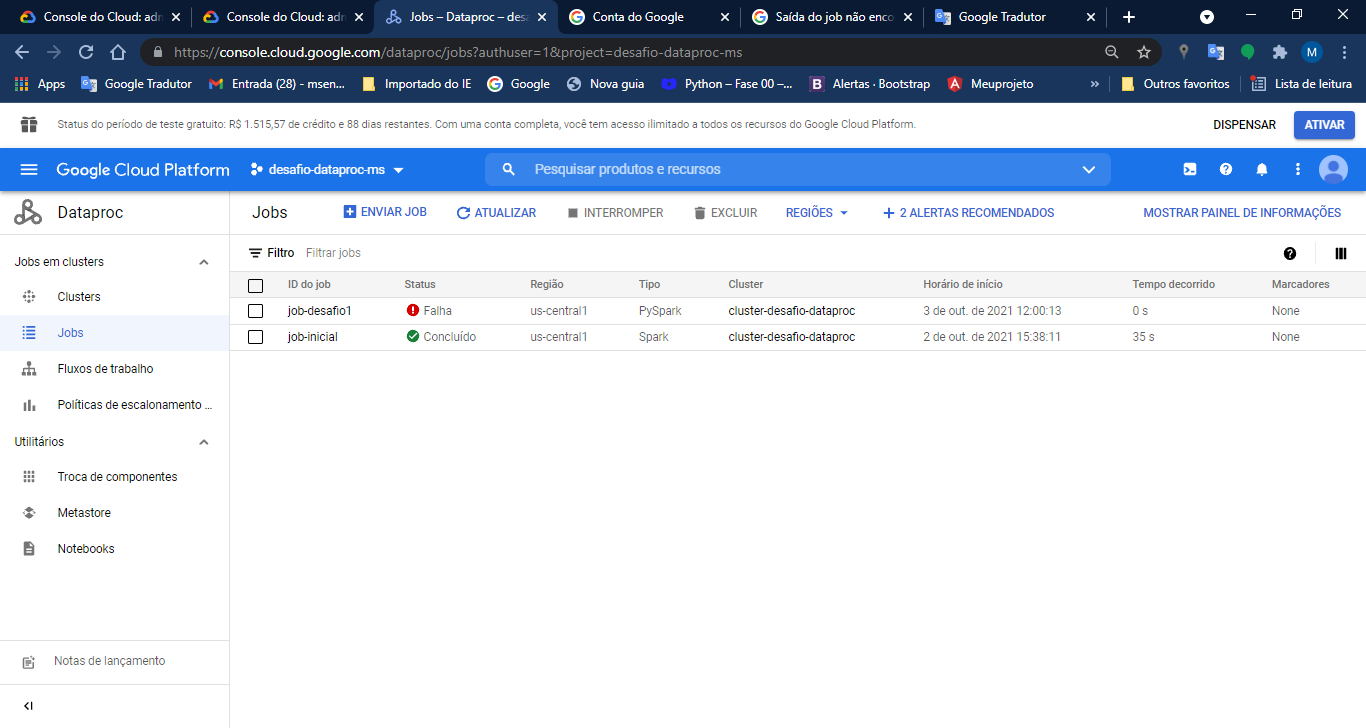 Console do Cloud: adr
Console do Cloud: adr
Jobs – Dataproc – desa
Conta do Google
Saída do job não enco
Google Tradutor
https://console.cloud.google.com/dataproc/jobs?authuser=1&project=desafio-dataproc-ms
M
Apps
Google Tradutor
Entrada (28) - msen...
Importado do IE
Google
Nova guia
Python – Fase 00 –...
B
Alertas · Bootstrap
Meuprojeto
»
Outros favoritos
Lista de leitura
Status do período de teste gratuito: R$ 1.515,57 de crédito e 88 dias restantes. Com uma conta completa, você tem acesso ilimitado a todos os recursos do Google Cloud Platform.
DISPENSAR
ATIVAR
Google Cloud Platform
desafio-dataproc-ms
Pesquisar produtos e recursos
Dataproc
Jobs
ENVIAR JOB
ATUALIZAR
INTERROMPER
EXCLUIR
REGIÕES
2 ALERTAS RECOMENDADOS
MOSTRAR PAINEL DE INFORMAÇÕES
Jobs em clusters
Clusters
Jobs
Fluxos de trabalho
Políticas de escalonamento ...
Utilitários
Troca de componentes
Metastore
Notebooks
Notas de lançamento
Filtro Filtrar jobs
ID do job Status Região Tipo Cluster Horário de início Tempo decorrido Marcadores
job-desafio1 Falha us-central1 PySpark cluster-desafio-dataproc 3 de out. de 2021 12:00:13 0 s None
job-inicial Concluído us-central1 Spark cluster-desafio-dataproc 2 de out. de 2021 15:38:11 35 s None